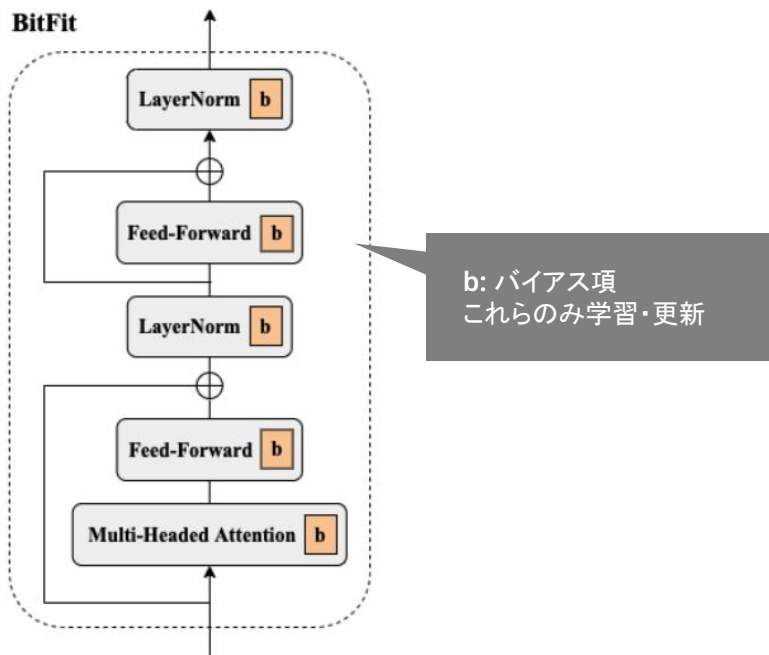 BitFit
LayerNorm b
Feed-Forward b
LayerNorm b
Feed-Forward b
Multi-Headed Attention b
b: バイアス項
これらのみ学習・更新